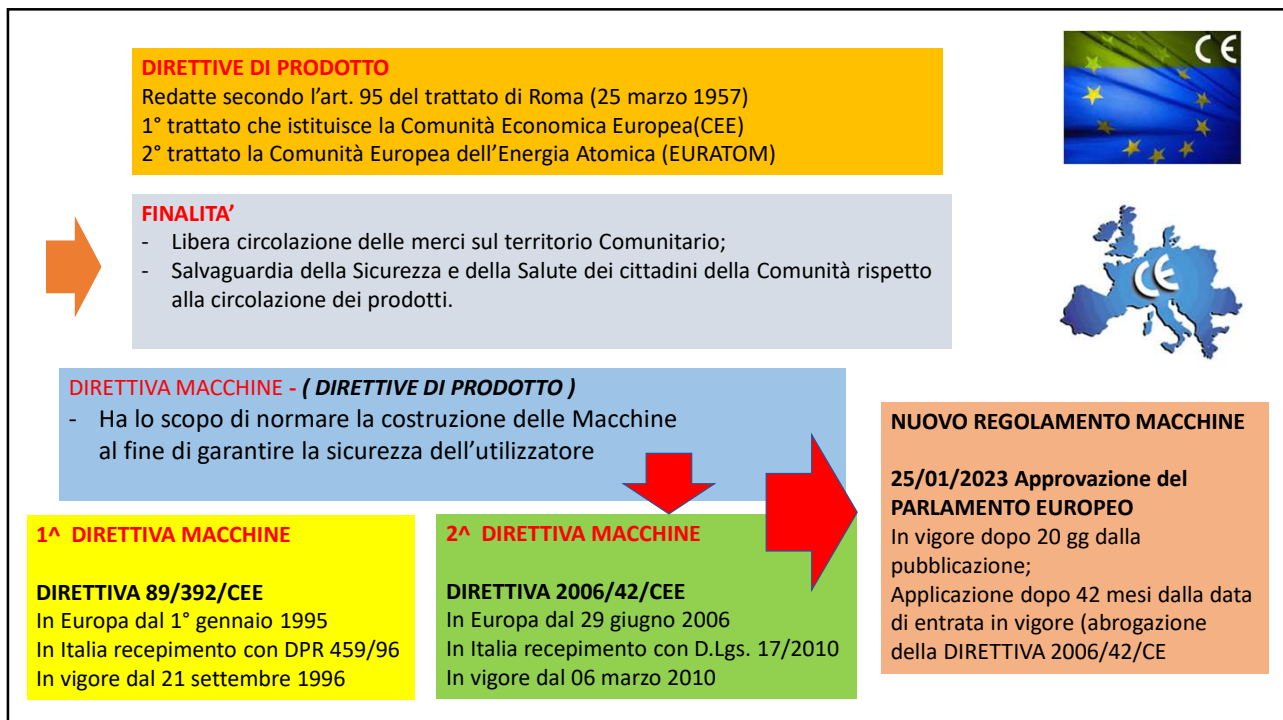 CE
DIRETTIVE DI PRODOTTO
Redatte secondo l'art. 95 del trattato di Roma (25 marzo 1957)
1° trattato che istituisce la Comunità Economica Europea(CEE)
2° trattato la Comunità Europea dell'Energia Atomica (EURATOM)
FINALITA'
- Libera circolazione delle merci sul territorio Comunitario;
- Salvaguardia della Sicurezza e della Salute dei cittadini della Comunità rispetto
alla circolazione dei prodotti.
CE
DIRETTIVA MACCHINE - ( DIRETTIVE DI PRODOTTO )
- Ha lo scopo di normare la costruzione delle Macchine
al fine di garantire la sicurezza dell'utilizzatore
1^ DIRETTIVA MACCHINE
DIRETTIVA 89/392/CEE
In Europa dal 1° gennaio 1995
In Italia recepimento con DPR 459/96
In vigore dal 21 settembre 1996
2^ DIRETTIVA MACCHINE
DIRETTIVA 2006/42/CEE
In Europa dal 29 giugno 2006
In Italia recepimento con D.Lgs. 17/2010
In vigore dal 06 marzo 2010
NUOVO REGOLAMENTO MACCHINE
25/01/2023 Approvazione del
PARLAMENTO EUROPEO
In vigore dopo 20 gg dalla
pubblicazione;
Applicazione dopo 42 mesi dalla data
di entrata in vigore (abrogazione
della DIRETTIVA 2006/42/CE